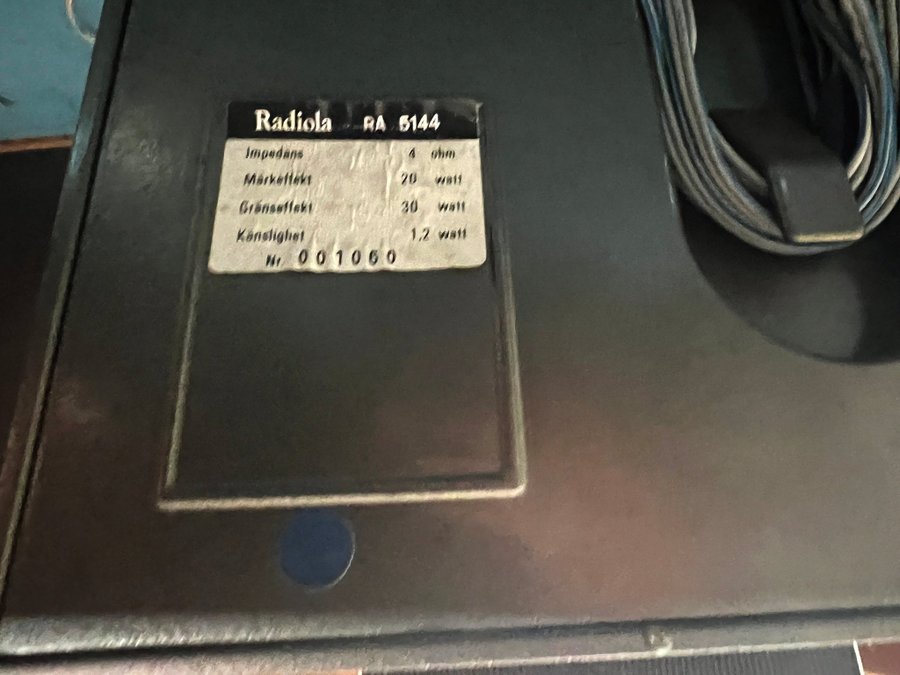 Radiola RA 5144
Impedans 4 ohm
Märkeffekt 20 watt
Gränseffekt 30 watt
Känslighet 1,2 watt
Nr. 001060